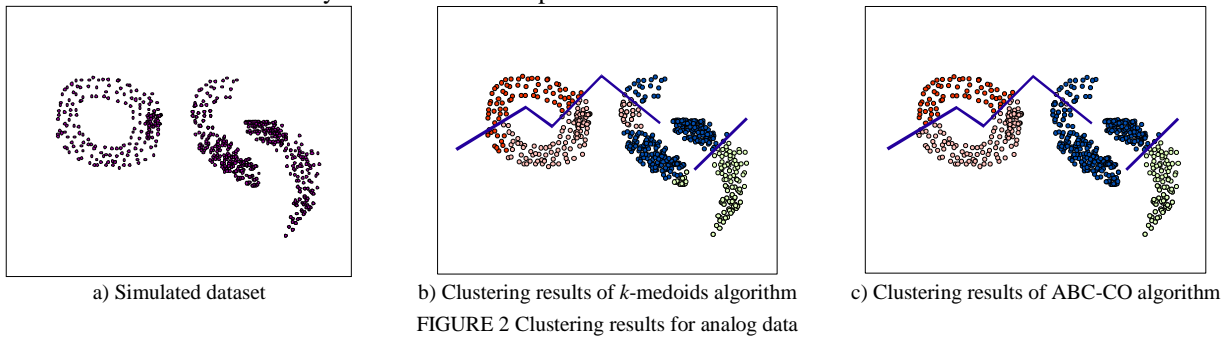 a) Simulated dataset
b) Clustering results of k-medoids algorithm
c) Clustering results of ABC-CO algorithm
FIGURE 2 Clustering results for analog data